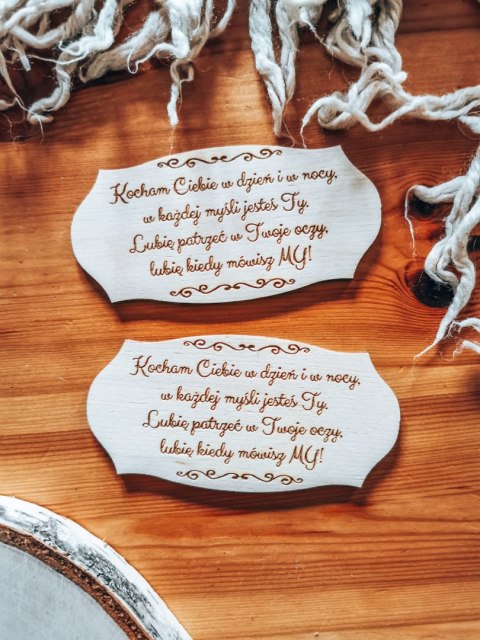 Kocham Ciebie w dzień i w nocy,
w każdej myśli jesteś Ty.
Lubię patrzeć w Twoje oczy,
lubię kiedy mówisz MY!
Kocham Ciebie w dzień i w nocy,
w każdej myśli jesteś Ty.
Lubię patrzeć w Twoje oczy,
lubię kiedy mówisz MY!